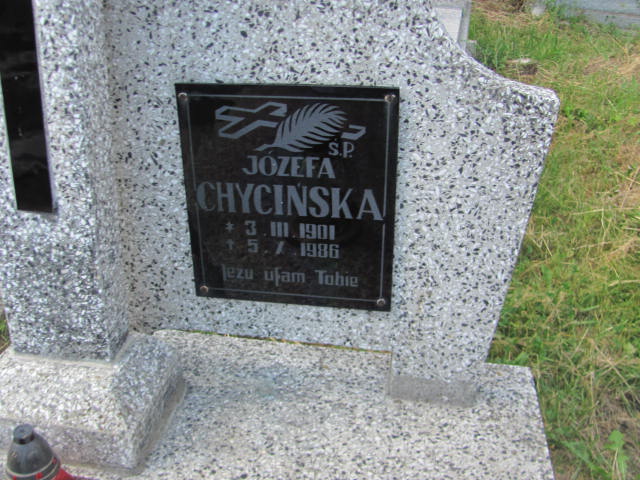 Ś.P.
JÓZEFA
CHYCIŃSKA
* 3.III.1901
† 5.X.1986
Jezu ufam Tobie